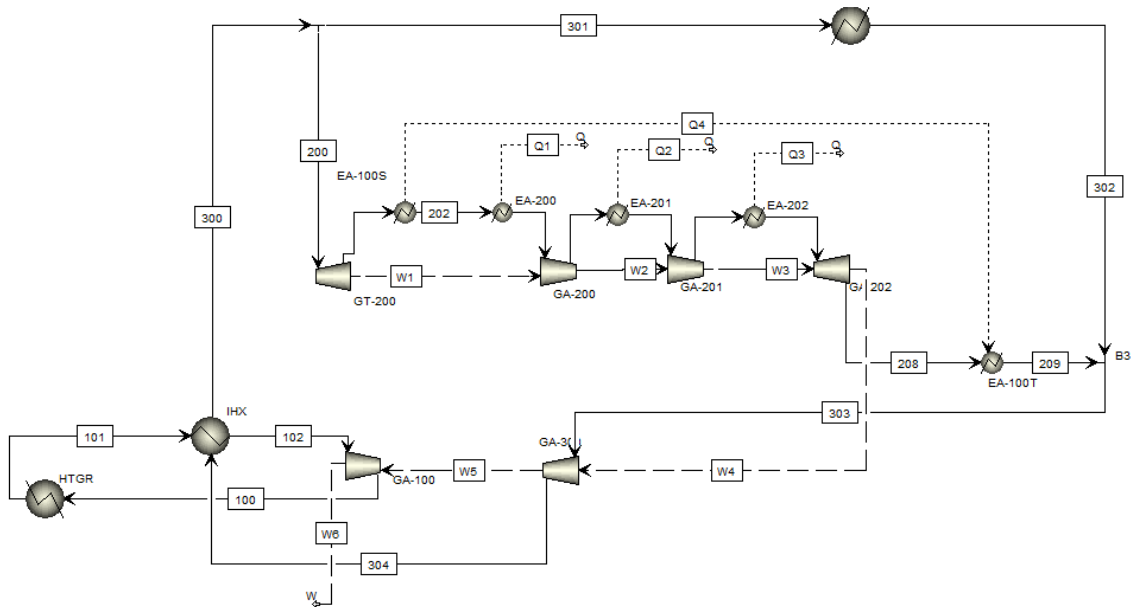 301
Q4
Q1
Q
Q2
Q
Q3
Q
200
EA-100S
202
EA-200
EA-201
EA-202
302
300
W1
W2
W3
GT-200
GA-200
GA-201
208
209
B3
EA-100T
303
IHX
101
102
W5
W4
HTGR
GA-100
100
W6
304
W